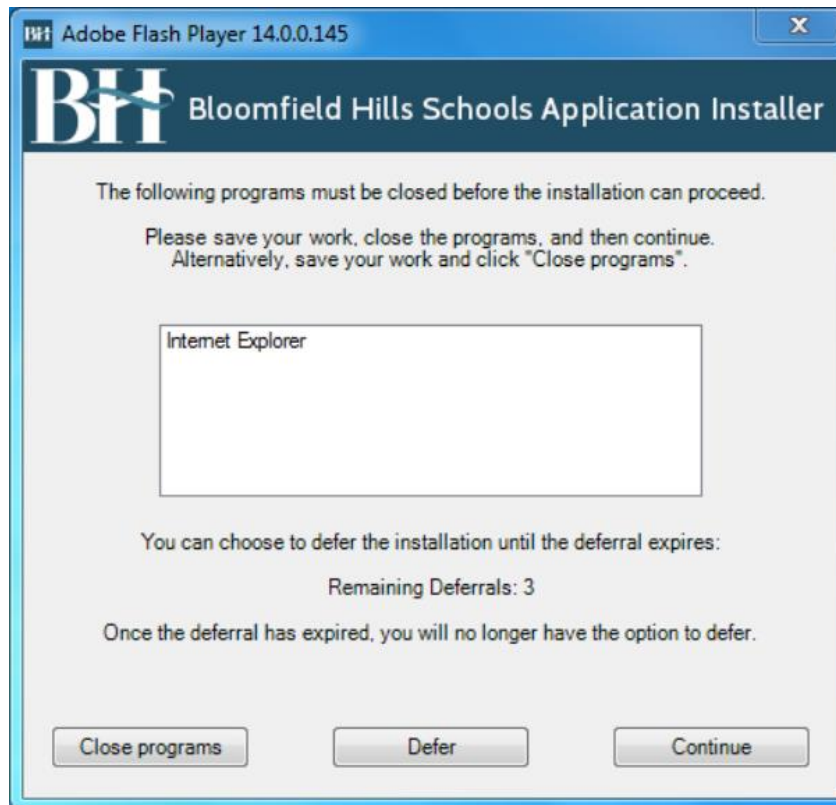 BH Adobe Flash Player 14.0.0.145
x
BH Bloomfield Hills Schools Application Installer
The following programs must be closed before the installation can proceed.
Please save your work, close the programs, and then continue.
Alternatively, save your work and click "Close programs".
Internet Explorer
You can choose to defer the installation until the deferral expires:
Remaining Deferrals: 3
Once the deferral has expired, you will no longer have the option to defer.
Close programs Defer Continue